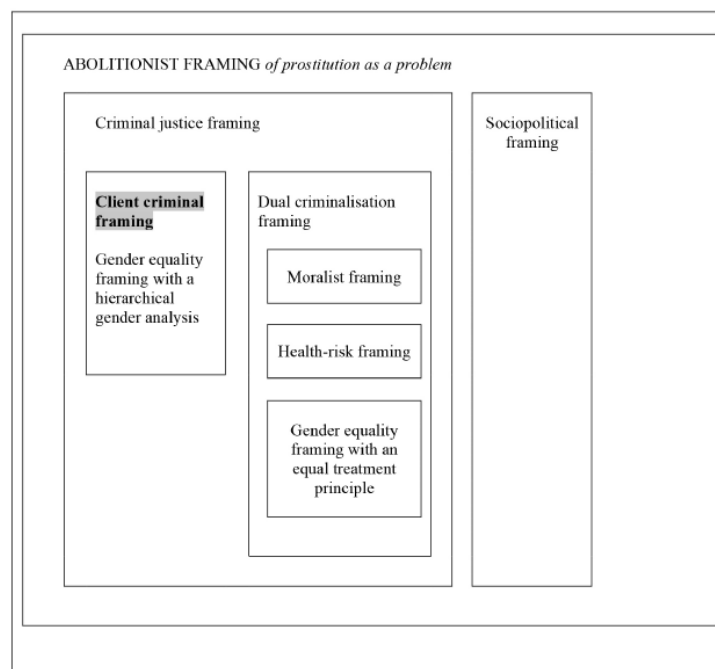 ABOLITIONIST FRAMING of prostitution as a problem
Criminal justice framing
Client criminal
framing
Gender equality
framing with a
hierarchical
gender analysis
Dual criminalisation
framing
Moralist framing
Health-risk framing
Gender equality
framing with an
equal treatment
principle
Sociopolitical
framing